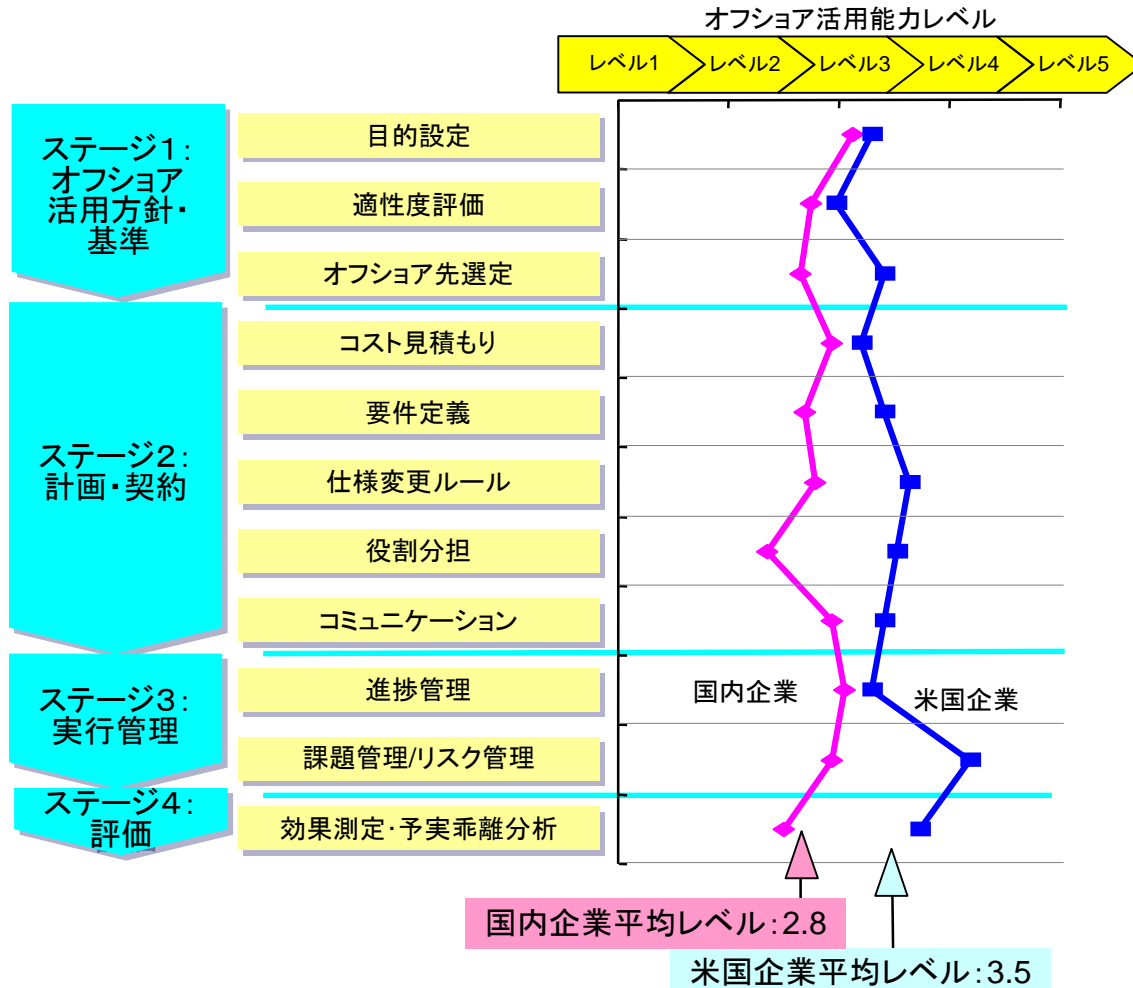 オフショア活用能力レベル
レベル1
レベル2
レベル3
レベル4
レベル5
ステージ1:
オフショア
活用方針・
基準
目的設定
適性度評価
オフショア先選定
ステージ2:
計画・契約
コスト見積もり
要件定義
仕様変更ルール
役割分担
コミュニケーション
ステージ3:
実行管理
進捗管理
課題管理/リスク管理
国内企業
米国企業
ステージ4:
評価
効果測定・予実乖離分析
国内企業平均レベル:2.8
米国企業平均レベル:3.5